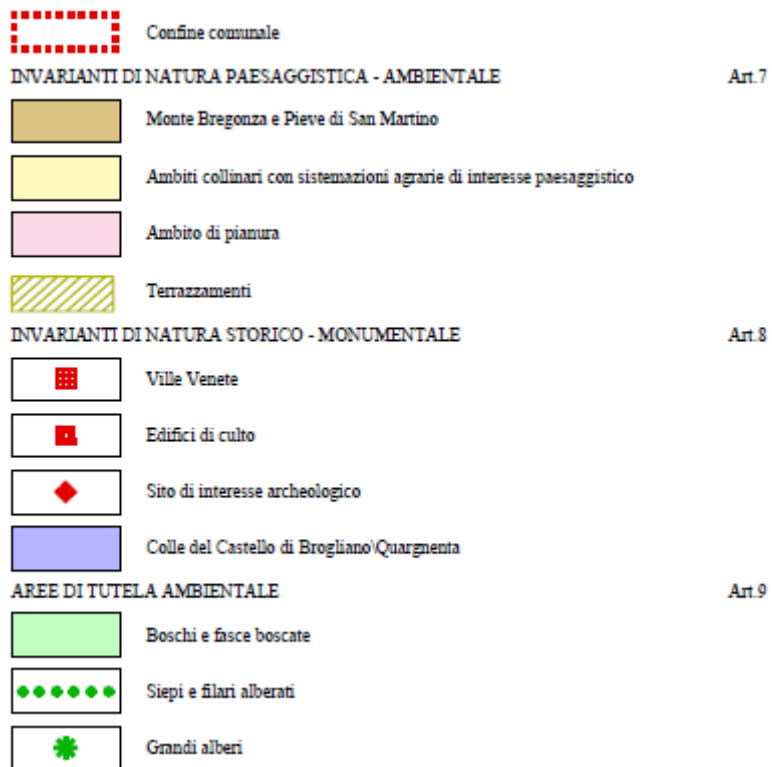 Confine comunale
INVARIANTI DI NATURA PAESAGGISTICA - AMBIENTALE Art.7
Monte Bregonza e Pieve di San Martino
Ambiti collinari con sistemazioni agrarie di interesse paesaggistico
Ambito di pianura
Terrazzamenti
INVARIANTI DI NATURA STORICO - MONUMENTALE Art.8
Ville Venete
Edifici di culto
Sito di interesse archeologico
Colle del Castello di Brogliano\Quargnenta
AREE DI TUTELA AMBIENTALE Art.9
Boschi e fasce boscate
Siepi e filari alberati
Grandi alberi